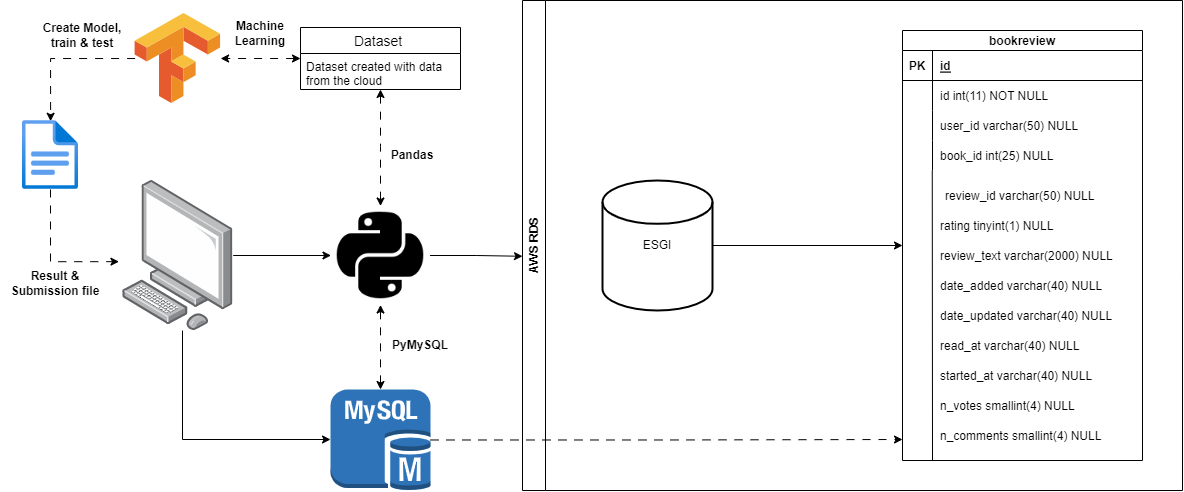 Create Model,
train & test
Machine
Learning
Dataset
Dataset created with data
from the cloud
Pandas
Result &
Submission file
PyMySQL
MySQL
M
AWS RDS
ESGI
bookreview
PK
id
id int(11) NOT NULL
user_id varchar(50) NULL
book_id int(25) NULL
review_id varchar(50) NULL
rating tinyint(1) NULL
review_text varchar(2000) NULL
date_added varchar(40) NULL
date_updated varchar(40) NULL
read_at varchar(40) NULL
started_at varchar(40) NULL
n_votes smallint(4) NULL
n_comments smallint(4) NULL